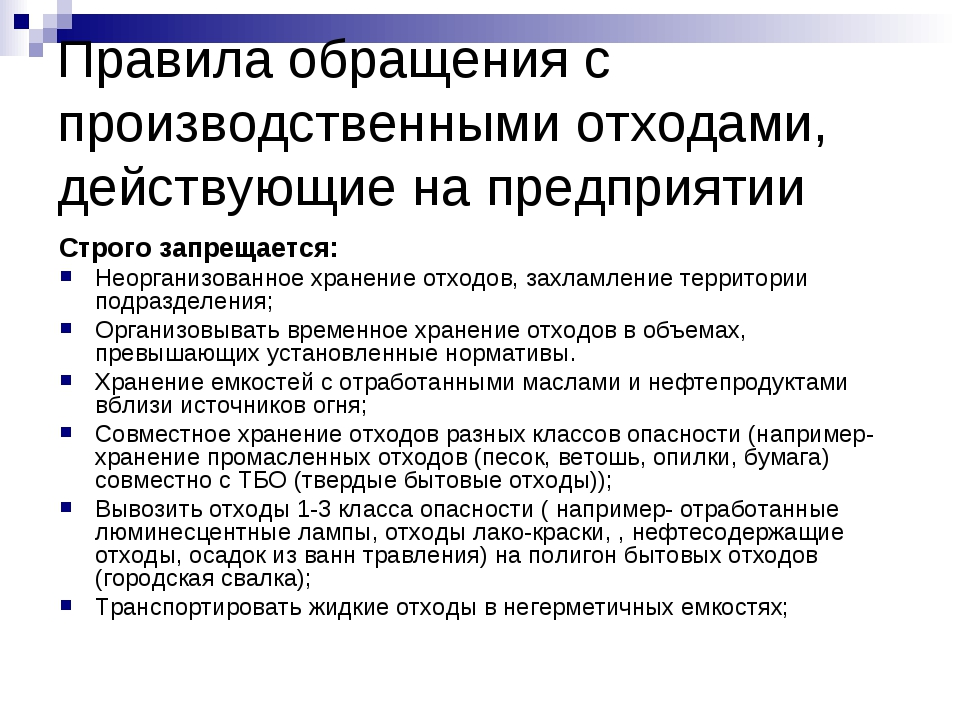 Правила обращения с
производственными отходами,
действующие на предприятии
Строго запрещается:
Неорганизованное хранение отходов, захламление территории
подразделения;
Организовывать временное хранение отходов в объемах,
превышающих установленные нормативы.
Хранение емкостей с отработанными маслами и нефтепродуктами
вблизи источников огня;
Совместное хранение отходов разных классов опасности (например-
хранение промасленных отходов (песок, ветошь, опилки, бумага)
совместно с ТБО (твердые бытовые отходы));
Вывозить отходы 1-3 класса опасности ( например- отработанные
люминесцентные лампы, отходы лако-краски, , нефтесодержащие
отходы, осадок из ванн травления) на полигон бытовых отходов
(городская свалка);
Транспортировать жидкие отходы в негерметичных емкостях;